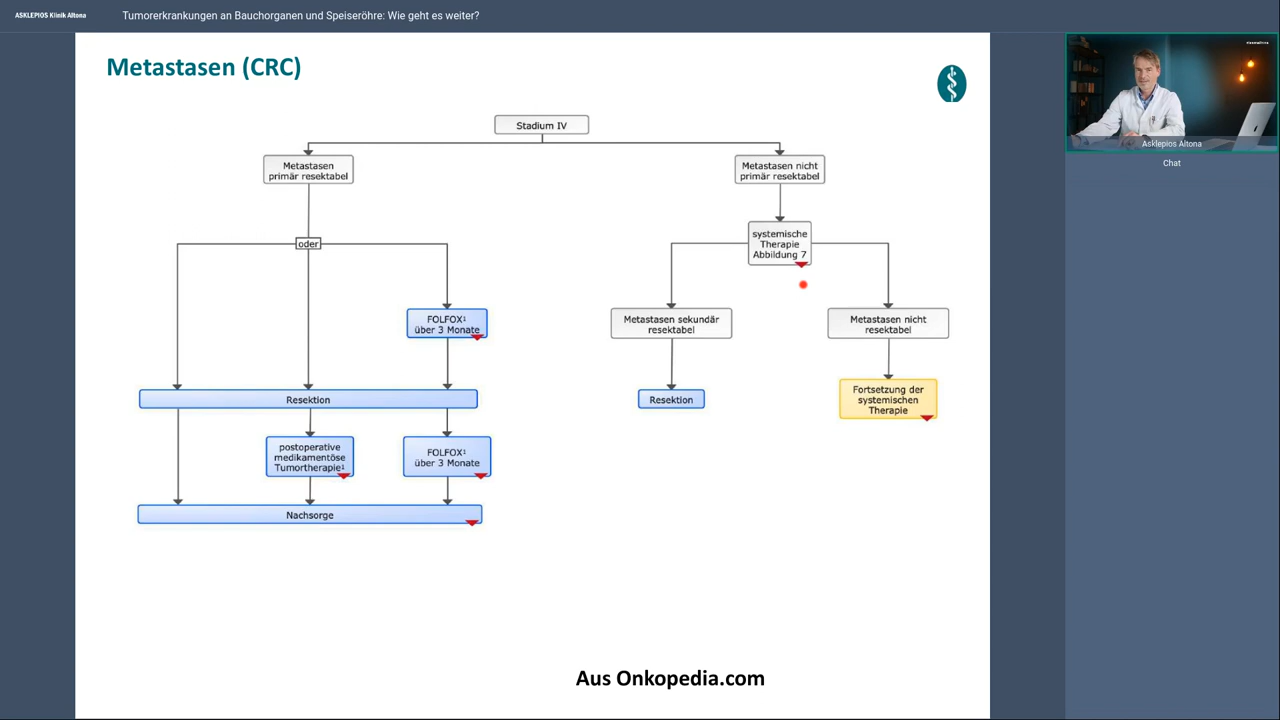 ASKLEPIOS Klinik Altona
Tumorerkrankungen an Bauchorganen und Speiseröhre: Wie geht es weiter?
Metastasen (CRC)
Stadium IV
Metastasen
primär resektabel
Metastasen nicht
primär resektabel
oder
systemische
Therapie
Abbildung 7
FOLFOX¹
über 3 Monate
Metastasen sekundär
resektabel
Metastasen nicht
resektabel
Resektion
Resektion
Fortsetzung der
systemischen
Therapie
postoperative
medikamentöse
Tumortherapie¹
FOLFOX¹
über 3 Monate
Nachsorge
Aus Onkopedia.com
Asklepios Altona
Chat